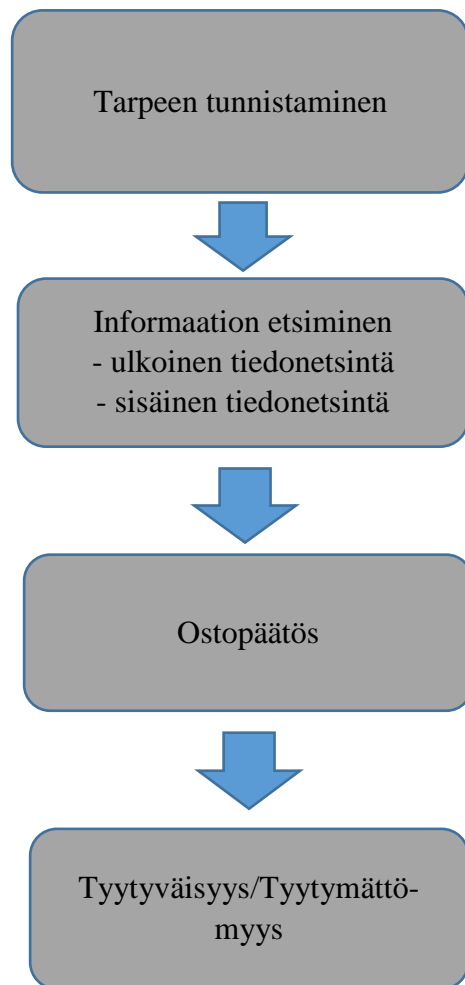 Tarpeen tunnistaminen
Informaation etsiminen
- ulkoinen tiedonetsintä
- sisäinen tiedonetsintä
Ostopäätös
Tyytyväisyys/Tyytymättö-
myys